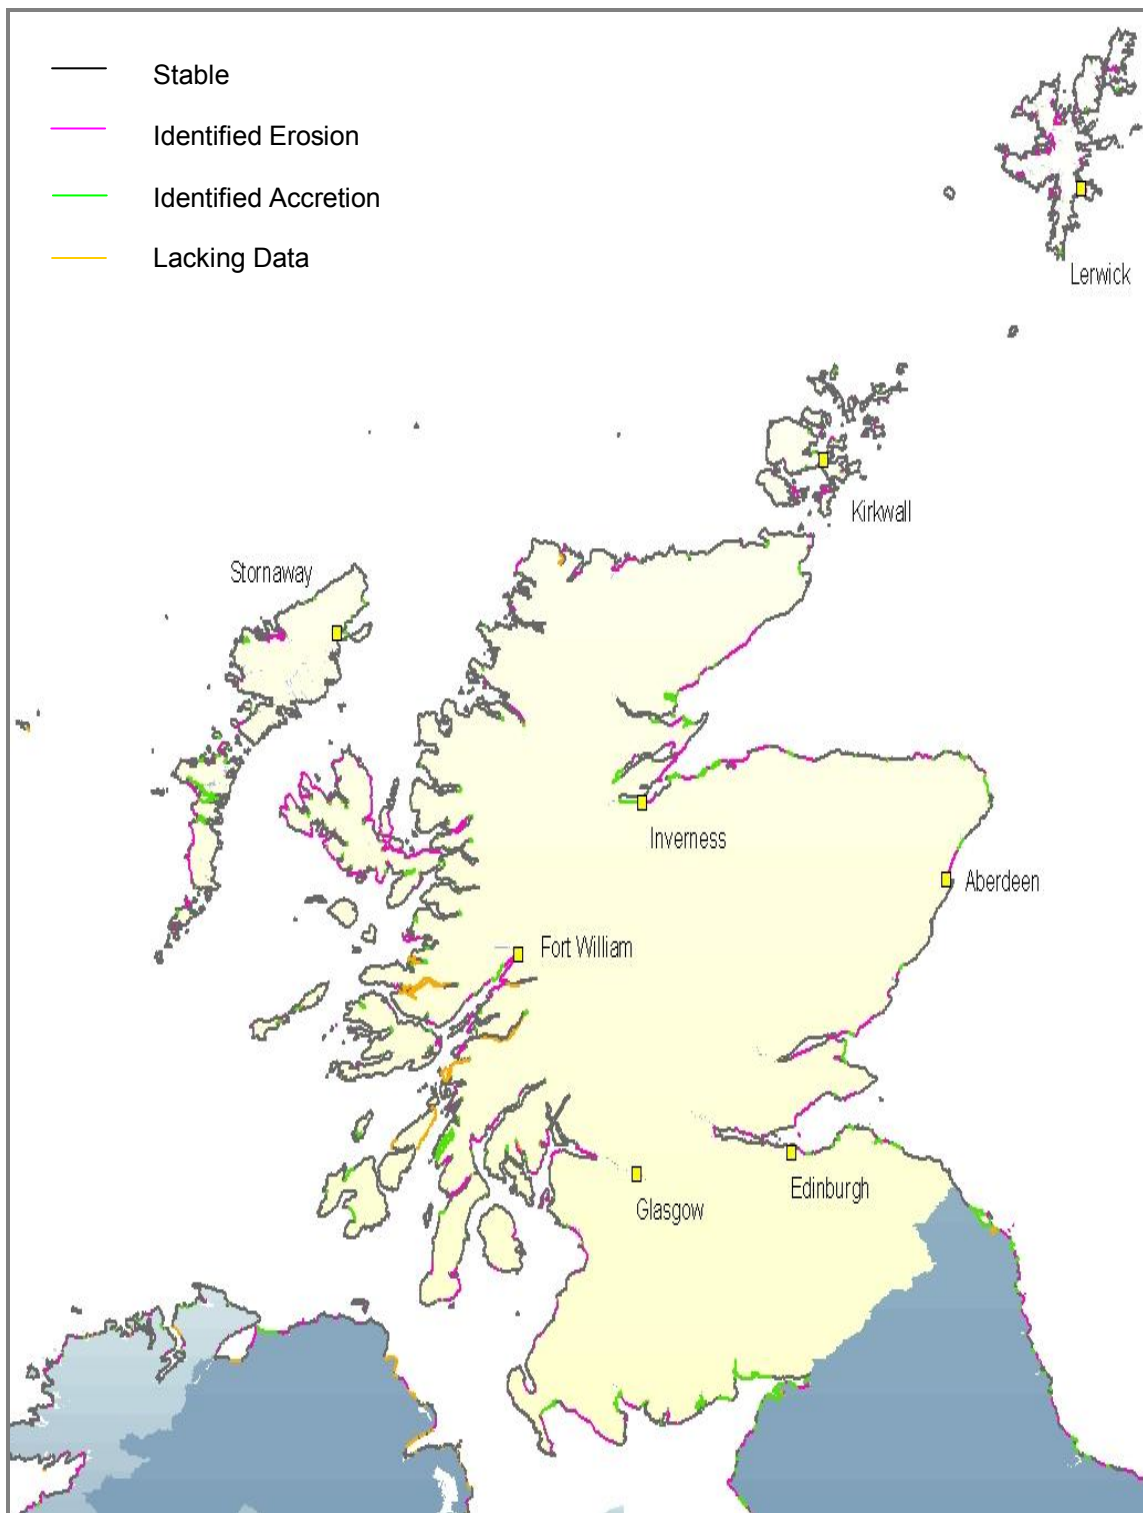 Stable
Identified Erosion
Identified Accretion
Lacking Data
Lerwick
Kirkwall
Stornaway
Inverness
Aberdeen
Fort William
Edinburgh
Glasgow